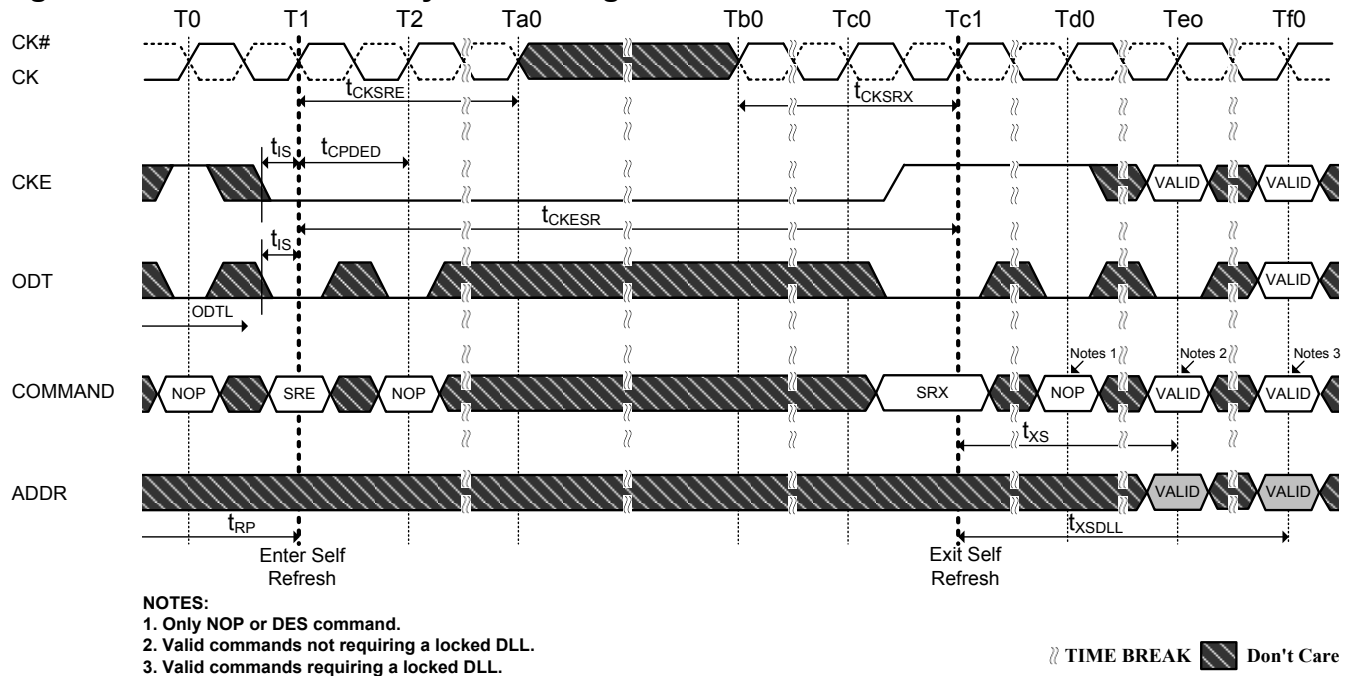 T0 T1 T2 Ta0 Tb0 Tc0 Tc1 Td0 Teo Tf0
CK#
CK
tCKSRE tCKSRX
tIS tCPDED
CKE VALID VALID
tCKESR
tIS
ODT VALID
ODTL
Notes 1 Notes 2 Notes 3
COMMAND NOP SRE NOP SRX NOP VALID VALID
tXS
ADDR VALID VALID
tRP tXSDLL
Enter Self Refresh
Exit Self Refresh
NOTES:
1. Only NOP or DES command.
2. Valid commands not requiring a locked DLL.
3. Valid commands requiring a locked DLL.
TIME BREAK Don't Care